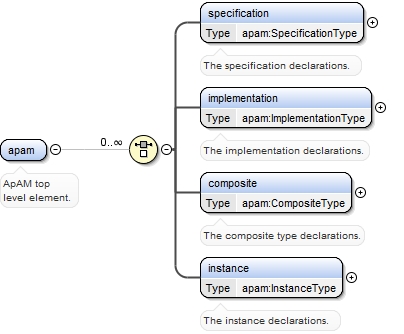 specification
Type apam:SpecificationType
The specification declarations.
implementation
Type apam:ImplementationType
The implementation declarations.
apam
0..∞
ApAM top
level element.
composite
Type apam:CompositeType
The composite type declarations.
instance
Type apam:InstanceType
The instance declarations.